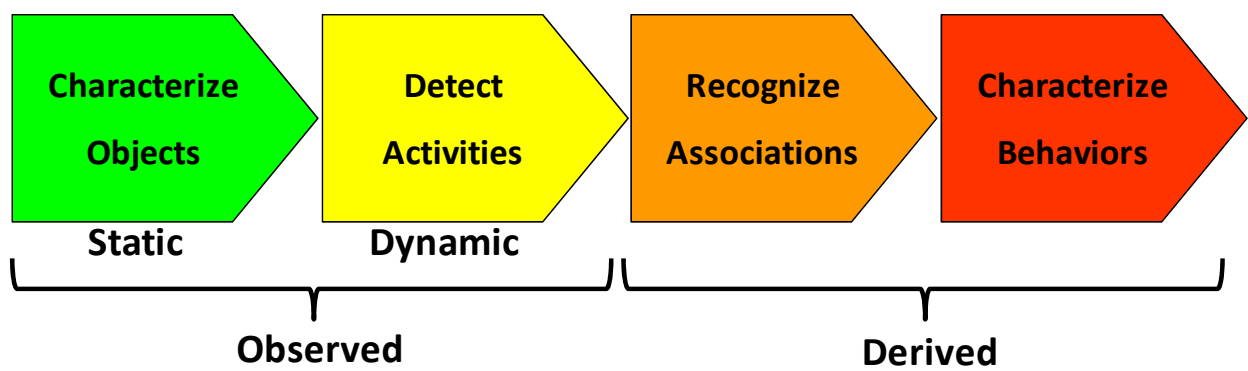 Characterize
Objects
Detect
Activities
Recognize
Associations
Characterize
Behaviors
Static
Dynamic
Observed
Derived